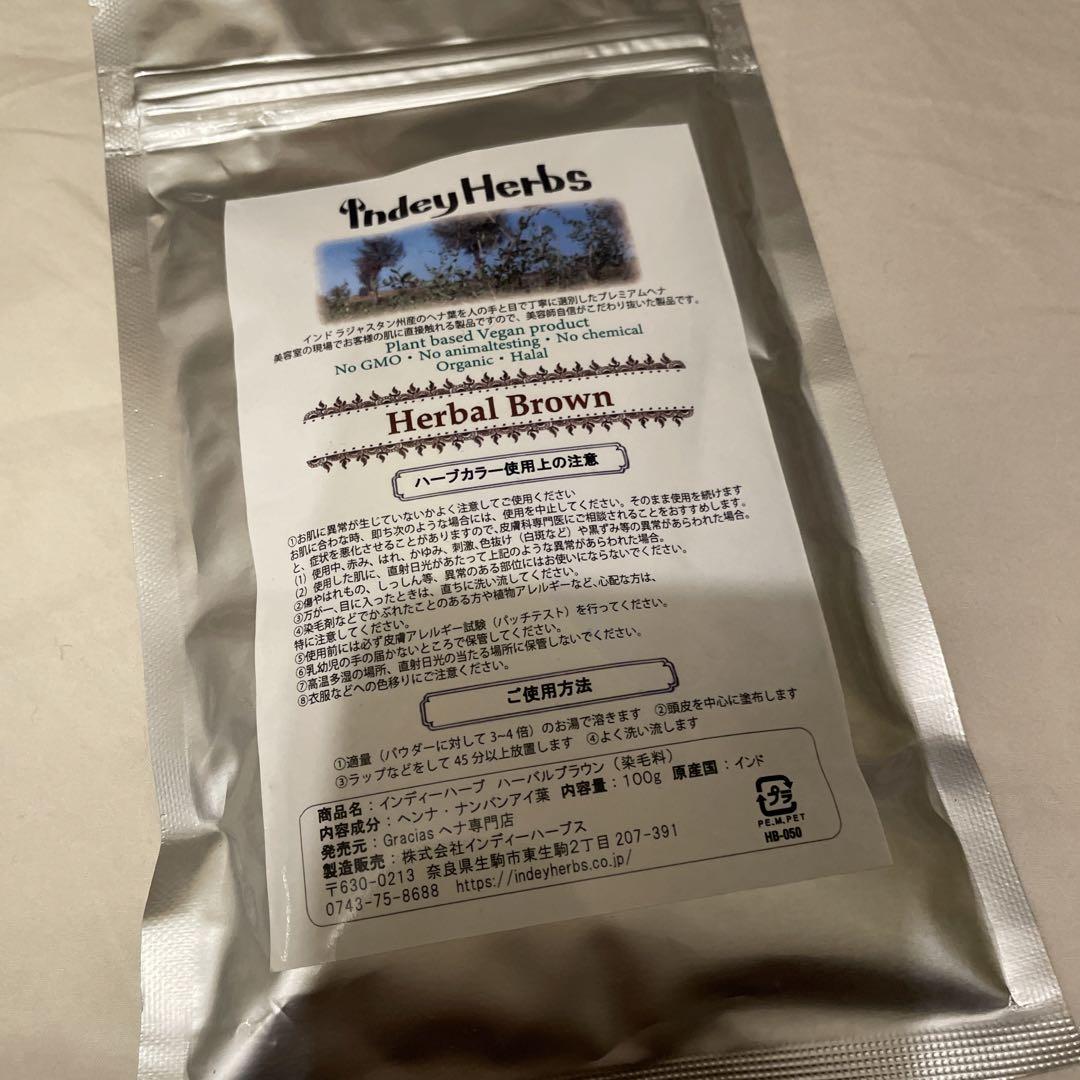 IndeyHerbs
インド ラジャスタン州産のヘナ葉を人の手と目で丁寧に選別したプレミアムヘナ
美容室の現場でお客様の肌に直接触れる製品ですので、美容師自信がこだわり抜いた製品です。
Plant based Vegan product
No GMO・No animaltesting・No chemical
Organic・Halal
Herbal Brown
ハーブカラー使用上の注意
①お肌に異常が生じていないかよく注意してご使用ください
お肌に合わな時、即ち次のような場合には、使用を中止してください。そのまま使用を続けます
と、症状を悪化させることがありますので、皮膚科専門医にご相談されることをおすすめします。
(1) 使用中、赤み、はれ、かゆみ、刺激、色抜け（白斑など）や黒ずみ等の異常があらわれた場合。
(2) 使用した肌に、直射日光があたって上記のような異常があらわれた場合。
②傷やはれもの、しっしん等、異常のある部位にはお使いにならないでください。
③万が一、目に入ったときは、直ちに洗い流してください。
④染毛剤などでかぶれたことのある方や植物アレルギーなど、心配な方は、
特に注意してください。
⑤使用前には必ず皮膚アレルギー試験（パッチテスト）を行ってください。
⑥乳幼児の手の届かないところで保管してください。
⑦高温多湿の場所、直射日光の当たる場所に保管しないでください。
⑧衣服などへの色移りにご注意ください。
ご使用方法
①適量（パウダーに対して3~4倍）のお湯で溶きます ②頭皮を中心に塗布します
③ラップなどをして45分以上放置します ④よく洗い流します
商品名：インディーハーブ ハーバルブラウン（染毛料）
内容成分：ヘンナ・ナンバンアイ葉 内容量：100g 原産国：インド
発売元：Gracias ヘナ専門店
製造販売：株式会社インディーハーブス
〒630-0213 奈良県生駒市東生駒2丁目207-391
0743-75-8688 https://indeyherbs.co.jp/
プラ
PE.M.PET
HB-050